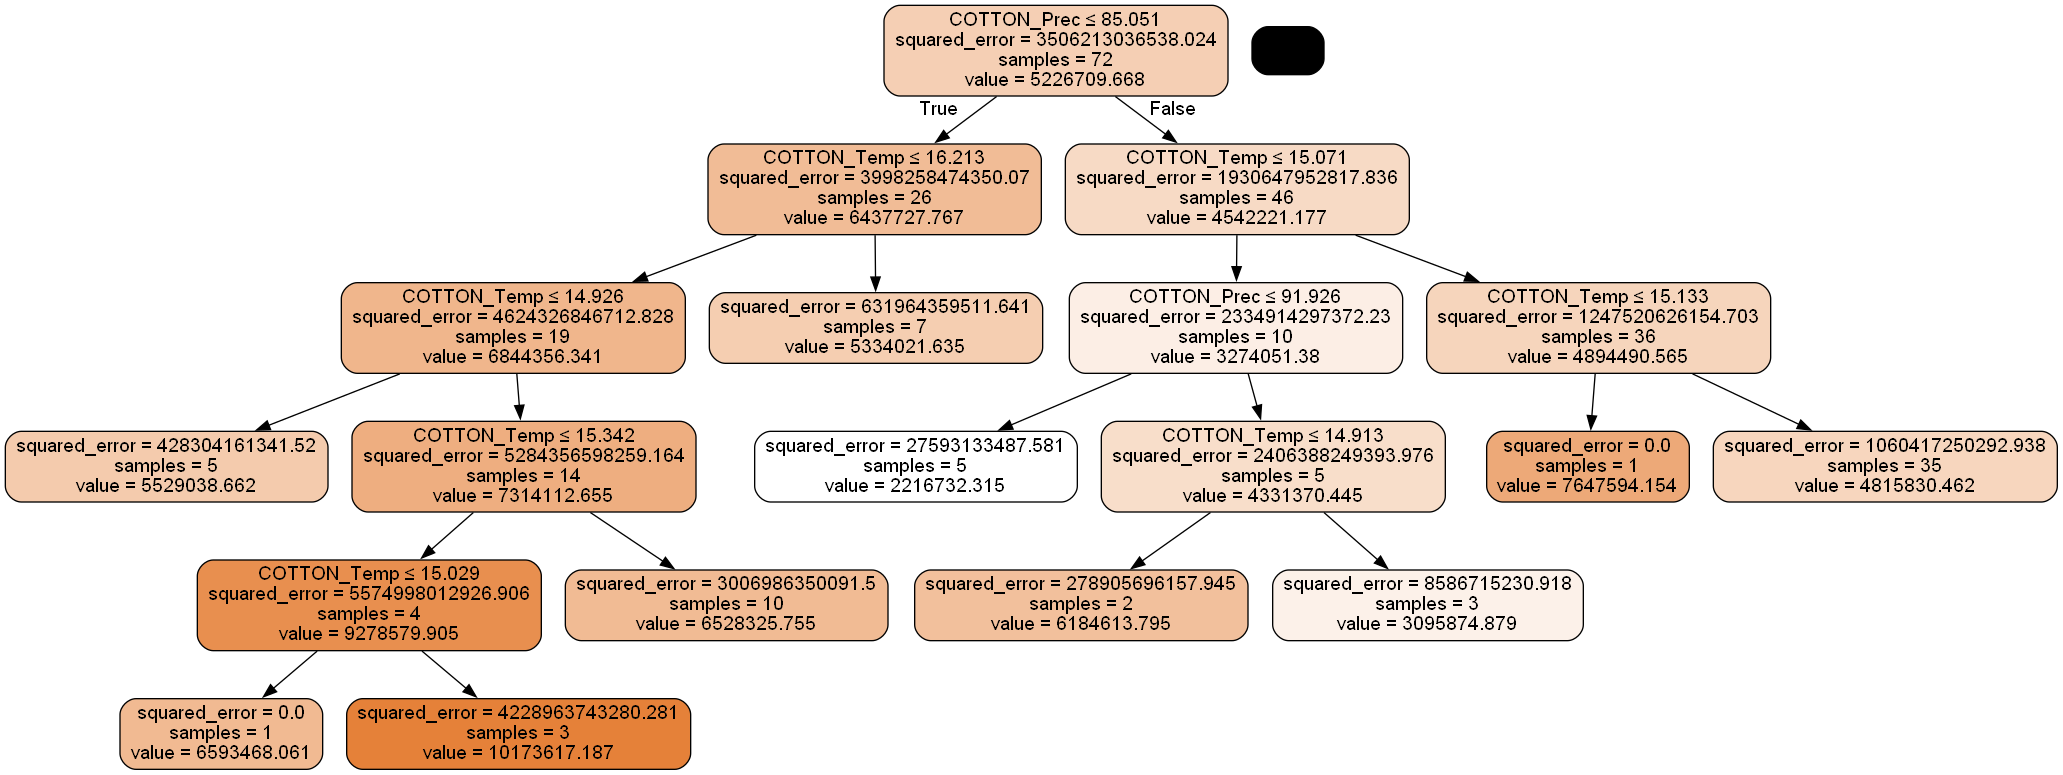 COTTON_Prec ≤ 85.051
squared_error = 3506213036538.024
samples = 72
value = 5226709.668
True
False
COTTON_Temp ≤ 16.213
squared_error = 3998258474350.07
samples = 26
value = 6437727.767
COTTON_Temp ≤ 15.071
squared_error = 1930647952817.836
samples = 46
value = 4542221.177
COTTON_Temp ≤ 14.926
squared_error = 4624326846712.828
samples = 19
value = 6844356.341
squared_error = 631964359511.641
samples = 7
value = 5334021.635
COTTON_Prec ≤ 91.926
squared_error = 2334914297372.23
samples = 10
value = 3274051.38
COTTON_Temp ≤ 15.133
squared_error = 1247520626154.703
samples = 36
value = 4894490.565
squared_error = 428304161341.52
samples = 5
value = 5529038.662
COTTON_Temp ≤ 15.342
squared_error = 5284356598259.164
samples = 14
value = 7314112.655
squared_error = 27593133487.581
samples = 5
value = 2216732.315
COTTON_Temp ≤ 14.913
squared_error = 2406388249393.976
samples = 5
value = 4331370.445
squared_error = 0.0
samples = 1
value = 7647594.154
squared_error = 1060417250292.938
samples = 35
value = 4815830.462
COTTON_Temp ≤ 15.029
squared_error = 5574998012926.906
samples = 4
value = 9278579.905
squared_error = 3006986350091.5
samples = 10
value = 6528325.755
squared_error = 278905696157.945
samples = 2
value = 6184613.795
squared_error = 8586715230.918
samples = 3
value = 3095874.879
squared_error = 0.0
samples = 1
value = 6593468.061
squared_error = 4228963743280.281
samples = 3
value = 10173617.187